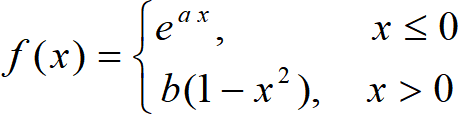 f(x) = { e^{ax}, x ≤ 0
b(1 − x²), x > 0